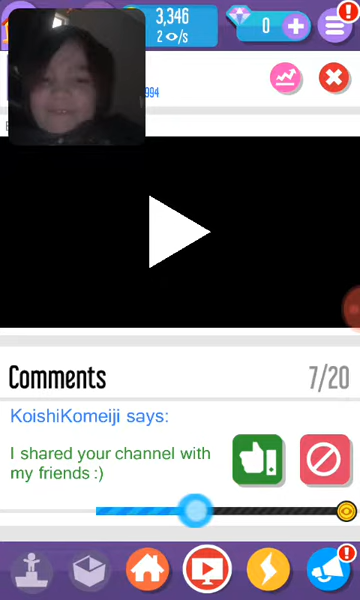 3,346
2 /s
0
994
Comments
7/20
KoishiKomeiji says:
I shared your channel with
my friends :)